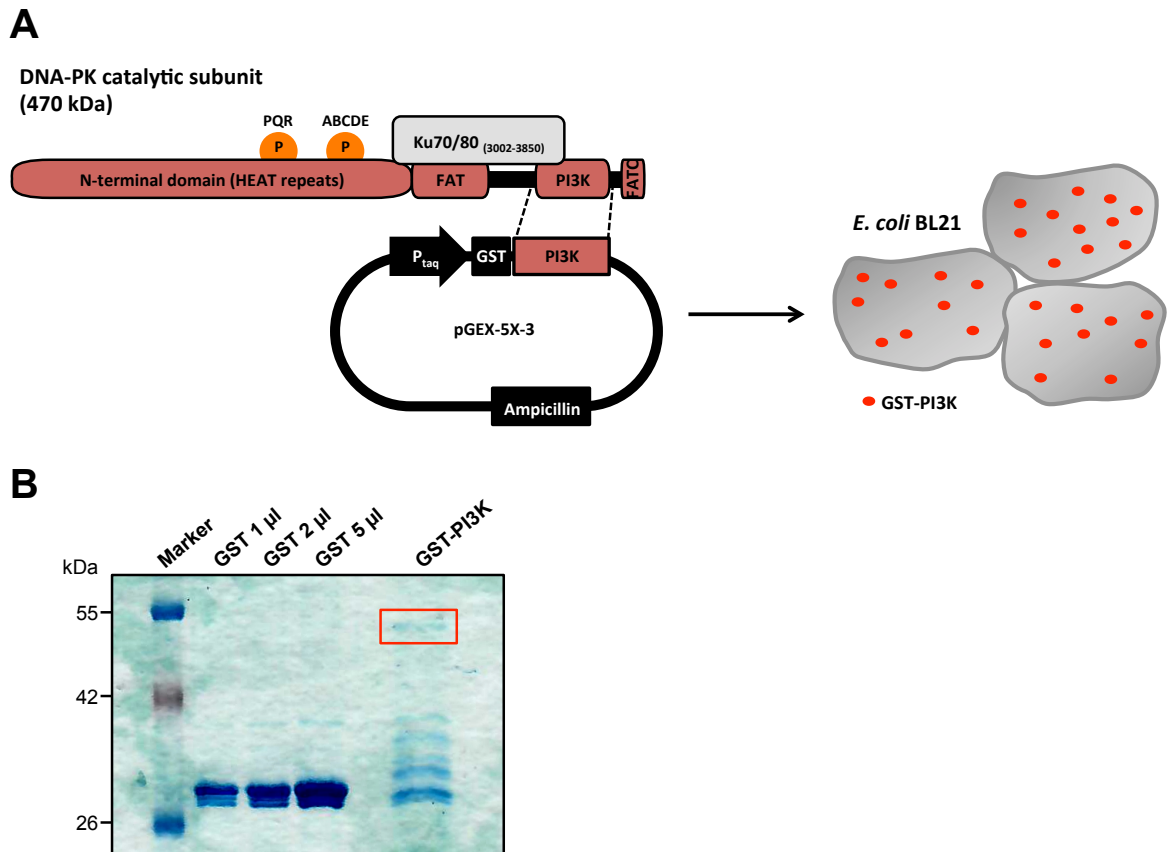 A
DNA-PK catalytic subunit
(470 kDa)
PQR
ABCDE
P
P
Ku70/80 (3002-3850)
N-terminal domain (HEAT repeats)
FAT
PI3K
FATC
Ptaq
GST
PI3K
pGEX-5X-3
Ampicillin
E. coli BL21
GST-PI3K
B
Marker
GST 1 µl
GST 2 µl
GST 5 µl
GST-PI3K
kDa
55
42
26